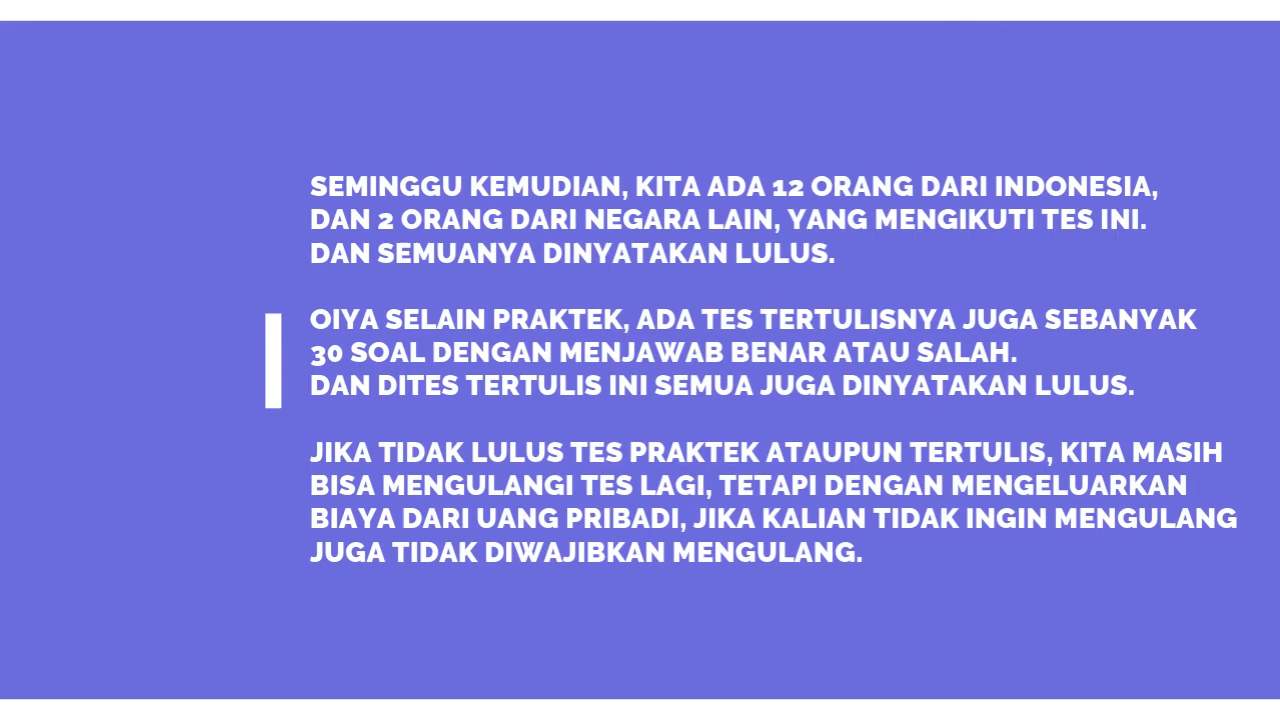 SEMINGGU KEMUDIAN, KITA ADA 12 ORANG DARI INDONESIA,
DAN 2 ORANG DARI NEGARA LAIN, YANG MENGIKUTI TES INI.
DAN SEMUANYA DINYATAKAN LULUS.
OIYA SELAIN PRAKTEK, ADA TES TERTULISNYA JUGA SEBANYAK
30 SOAL DENGAN MENJAWAB BENAR ATAU SALAH.
DAN DITES TERTULIS INI SEMUA JUGA DINYATAKAN LULUS.
JIKA TIDAK LULUS TES PRAKTEK ATAUPUN TERTULIS, KITA MASIH
BISA MENGULANGI TES LAGI, TETAPI DENGAN MENGELUARKAN
BIAYA DARI UANG PRIBADI, JIKA KALIAN TIDAK INGIN MENGULANG
JUGA TIDAK DIWAJIBKAN MENGULANG.